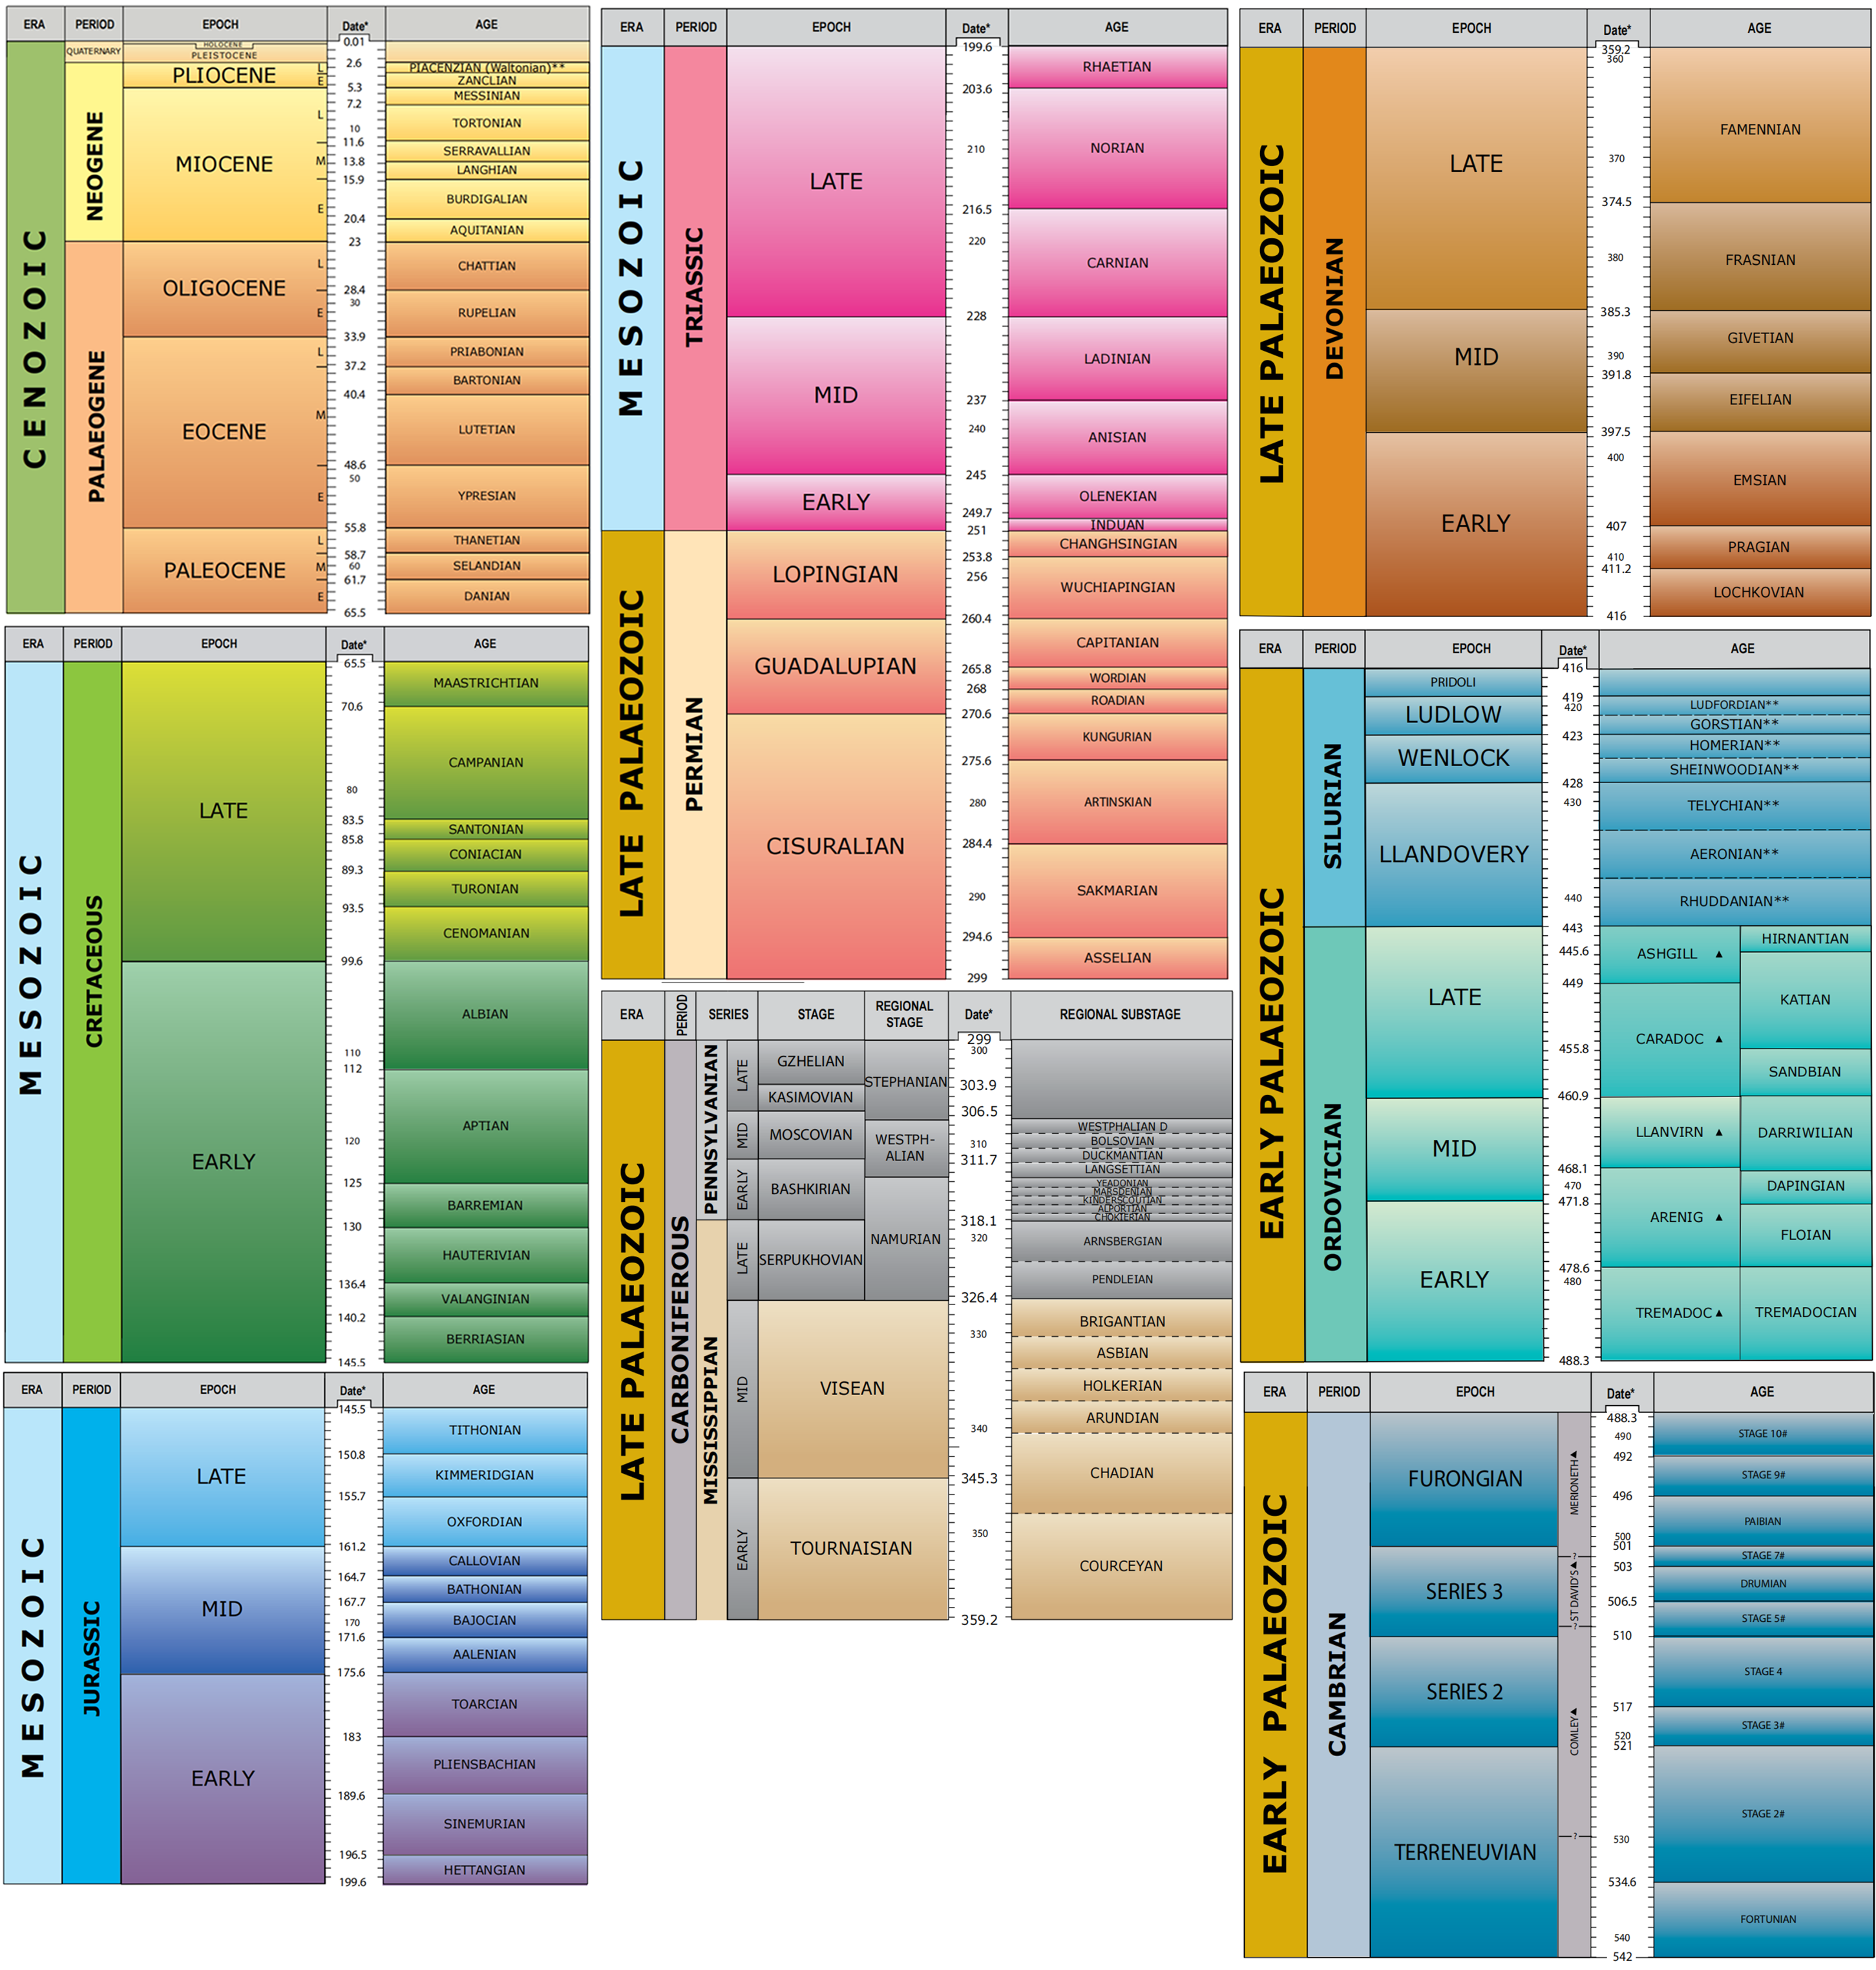 ERA PERIOD EPOCH Date* AGE
CENOZOIC
QUATERNARY
NEOGENE
PALAEOGENE
HOLOCENE
PLEISTOCENE
PLIOCENE
L
E
MIOCENE
L
M
E
OLIGOCENE
L
E
EOCENE
L
M
E
PALEOCENE
L
M
E
0.01
2.6
5.3
7.2
10
11.6
13.8
15.9
20.4
23
28.4
30
33.9
37.2
40.4
48.6
50
55.8
58.7
60
61.7
65.5
PIACENZIAN (Waltonian)**
ZANCLIAN
MESSINIAN
TORTONIAN
SERRAVALLIAN
LANGHIAN
BURDIGALIAN
AQUITANIAN
CHATTIAN
RUPELIAN
PRIABONIAN
BARTONIAN
LUTETIAN
YPRESIAN
THANETIAN
SELANDIAN
DANIAN
ERA PERIOD EPOCH Date* AGE
MESOZOIC
CRETACEOUS
LATE
EARLY
65.5
70.6
80
83.5
85.8
89.3
93.5
99.6
110
112
120
125
130
136.4
140.2
145.5
MAASTRICHTIAN
CAMPANIAN
SANTONIAN
CONIACIAN
TURONIAN
CENOMANIAN
ALBIAN
APTIAN
BARREMIAN
HAUTERIVIAN
VALANGINIAN
BERRIASIAN
ERA PERIOD EPOCH Date* AGE
MESOZOIC
JURASSIC
LATE
MID
EARLY
145.5
150.8
155.7
161.2
164.7
167.7
170
171.6
175.6
183
189.6
196.5
199.6
TITHONIAN
KIMMERIDGIAN
OXFORDIAN
CALLOVIAN
BATHONIAN
BAJOCIAN
AALENIAN
TOARCIAN
PLIENSBACHIAN
SINEMURIAN
HETTANGIAN
ERA PERIOD EPOCH Date* AGE
MESOZOIC
LATE PALAEOZOIC
TRIASSIC
PERMIAN
LATE
MID
EARLY
LOPINGIAN
GUADALUPIAN
CISURALIAN
199.6
203.6
210
216.5
220
228
237
240
245
249.7
251
253.8
256
260.4
265.8
268
270.6
275.6
280
284.4
290
294.6
299
RHAETIAN
NORIAN
CARNIAN
LADINIAN
ANISIAN
OLENEKIAN
INDUAN
CHANGHSINGIAN
WUCHIAPINGIAN
CAPITANIAN
WORDIAN
ROADIAN
KUNGURIAN
ARTINSKIAN
SAKMARIAN
ASSELIAN
ERA PERIOD SERIES STAGE REGIONAL
STAGE Date* REGIONAL SUBSTAGE
LATE PALAEOZOIC
CARBONIFEROUS
PENNSYLVANIAN
MISSISSIPPIAN
LATE
MID
EARLY
LATE
MID
EARLY
GZHELIAN
KASIMOVIAN
MOSCOVIAN
BASHKIRIAN
SERPUKHOVIAN
VISEAN
TOURNAISIAN
STEPHANIAN
WESTPH-
ALIAN
NAMURIAN
299
300
303.9
306.5
310
311.7
318.1
320
326.4
330
340
345.3
350
359.2
WESTPHALIAN D
BOLSOVIAN
DUCKMANTIAN
LANGSETTIAN
YEADONIAN
MARSDENIAN
KINDERSCOUTIAN
ALPORTIAN
CHOKIERIAN
ARNSBERGIAN
PENDLEIAN
BRIGANTIAN
ASBIAN
HOLKERIAN
ARUNDIAN
CHADIAN
COURCEYAN
ERA PERIOD EPOCH Date* AGE
LATE PALAEOZOIC
DEVONIAN
LATE
MID
EARLY
359.2
360
370
374.5
380
385.3
390
391.8
397.5
400
407
410
411.2
416
FAMENNIAN
FRASNIAN
GIVETIAN
EIFELIAN
EMSIAN
PRAGIAN
LOCHKOVIAN
ERA PERIOD EPOCH Date* AGE
EARLY PALAEOZOIC
SILURIAN
ORDOVICIAN
PRIDOLI
LUDLOW
WENLOCK
LLANDOVERY
LATE
MID
EARLY
416
419
420
423
428
430
440
443
445.6
449
455.8
460.9
468.1
470
471.8
478.6
480
488.3
LUDFORDIAN**
GORSTIAN**
HOMERIAN**
SHEINWOODIAN**
TELYCHIAN**
AERONIAN**
RHUDDANIAN**
ASHGILL ▲
CARADOC ▲
LLANVIRN ▲
ARENIG ▲
TREMADOC ▲
HIRNANTIAN
KATIAN
SANDBIAN
DARRIWILIAN
DAPINGIAN
FLOIAN
TREMADOCIAN
ERA PERIOD EPOCH Date* AGE
EARLY PALAEOZOIC
CAMBRIAN
FURONGIAN
SERIES 3
SERIES 2
TERRENEUVIAN
MERIONETH▲
?
ST DAVID'S▲
?
COMLEY▲
?
488.3
490
492
496
500
501
503
506.5
510
517
520
521
530
534.6
540
542
STAGE 10#
STAGE 9#
PAIBIAN
STAGE 7#
DRUMIAN
STAGE 5#
STAGE 4
STAGE 3#
STAGE 2#
FORTUNIAN